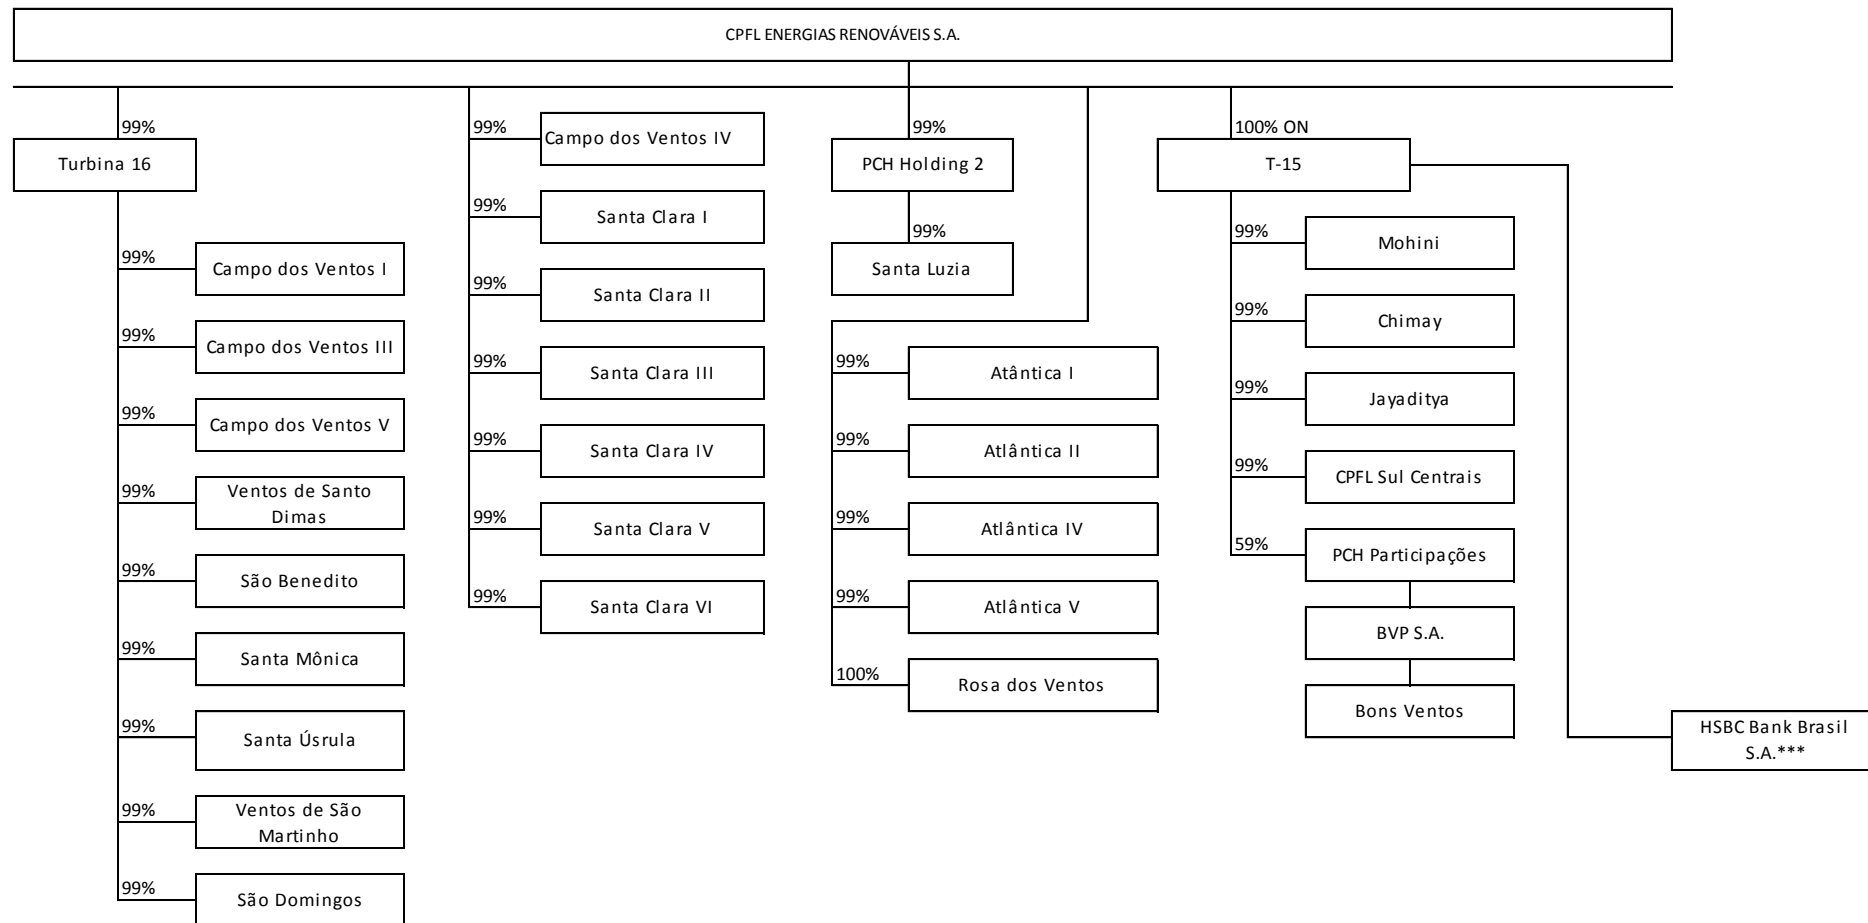 CPFL ENERGIAS RENOVÁVEIS S.A.
99%
Turbina 16
99%
Campo dos Ventos I
99%
Campo dos Ventos III
99%
Campo dos Ventos V
99%
Ventos de Santo
Dimas
99%
São Benedito
99%
Santa Mônica
99%
Santa Úsrula
99%
Ventos de São
Martinho
99%
São Domingos
99%
Campo dos Ventos IV
99%
Santa Clara I
99%
Santa Clara II
99%
Santa Clara III
99%
Santa Clara IV
99%
Santa Clara V
99%
Santa Clara VI
99%
PCH Holding 2
99%
Santa Luzia
99%
Atântica I
99%
Atlântica II
99%
Atlântica IV
99%
Atlântica V
100%
Rosa dos Ventos
100% ON
T-15
99%
Mohini
99%
Chimay
99%
Jayaditya
99%
CPFL Sul Centrais
59%
PCH Participações
BVP S.A.
Bons Ventos
HSBC Bank Brasil
S.A.***